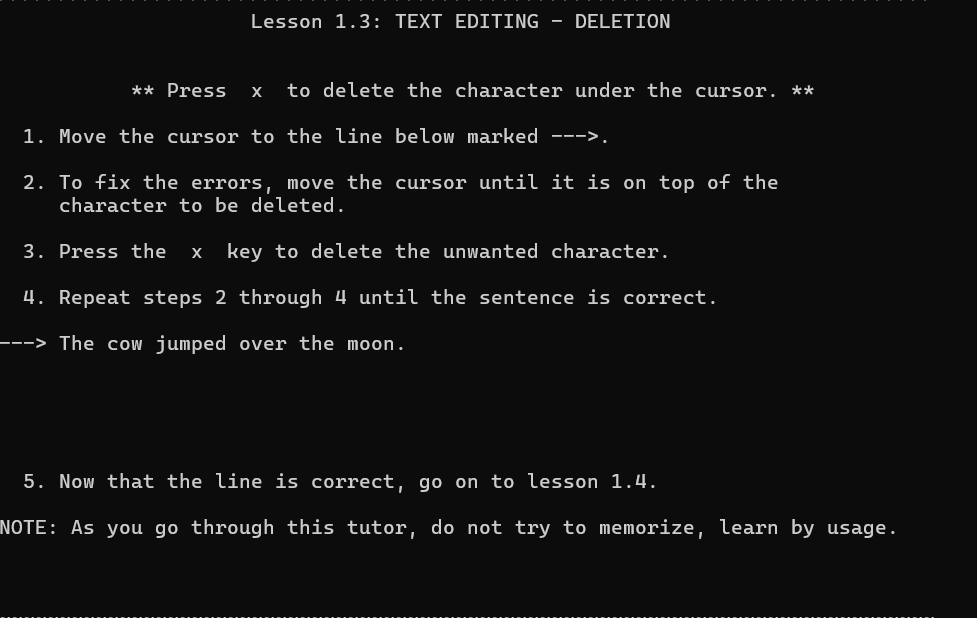 Lesson 1.3: TEXT EDITING - DELETION
** Press  x  to delete the character under the cursor. **
1. Move the cursor to the line below marked --->.
2. To fix the errors, move the cursor until it is on top of the
character to be deleted.
3. Press the  x  key to delete the unwanted character.
4. Repeat steps 2 through 4 until the sentence is correct.
---> The cow jumped over the moon.
5. Now that the line is correct, go on to lesson 1.4.
NOTE: As you go through this tutor, do not try to memorize, learn by usage.